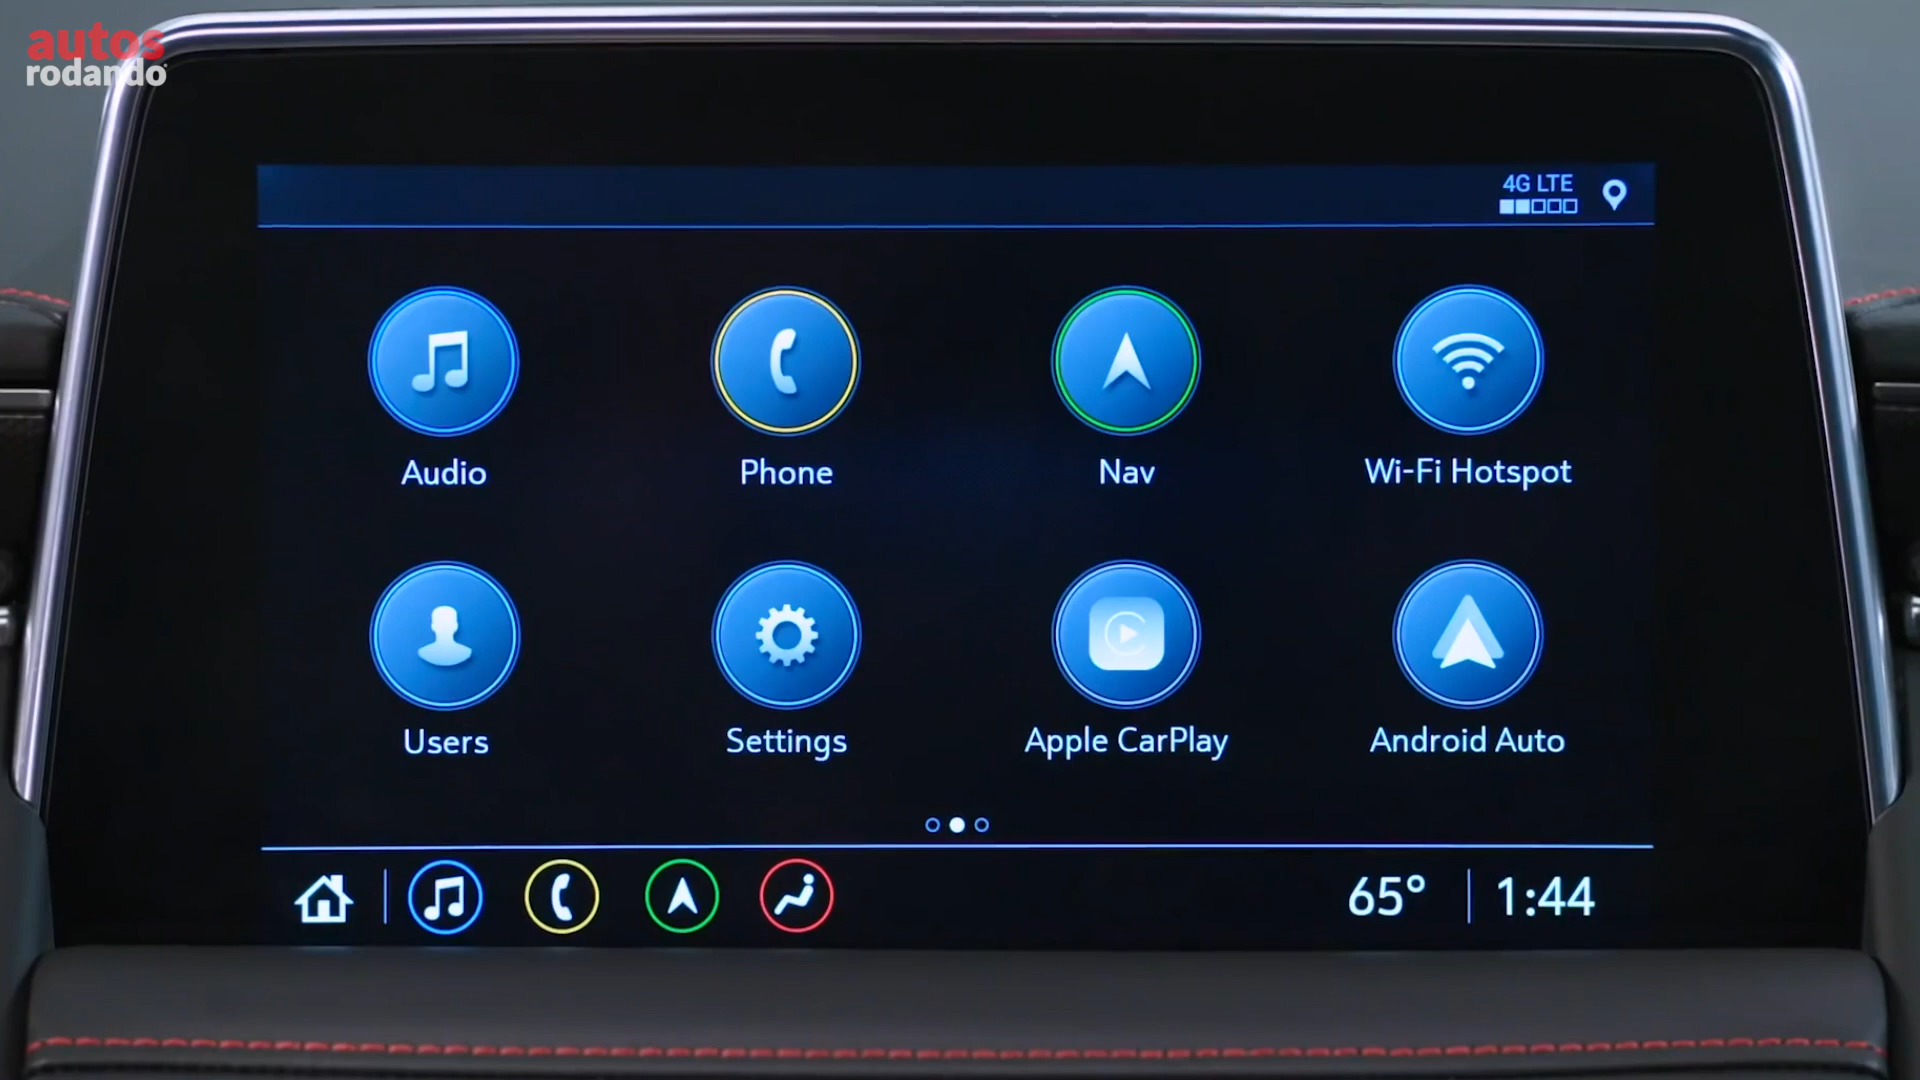 autos
rodando
4G LTE
Audio
Phone
Nav
Wi-Fi Hotspot
Users
Settings
Apple CarPlay
Android Auto
65°
1:44